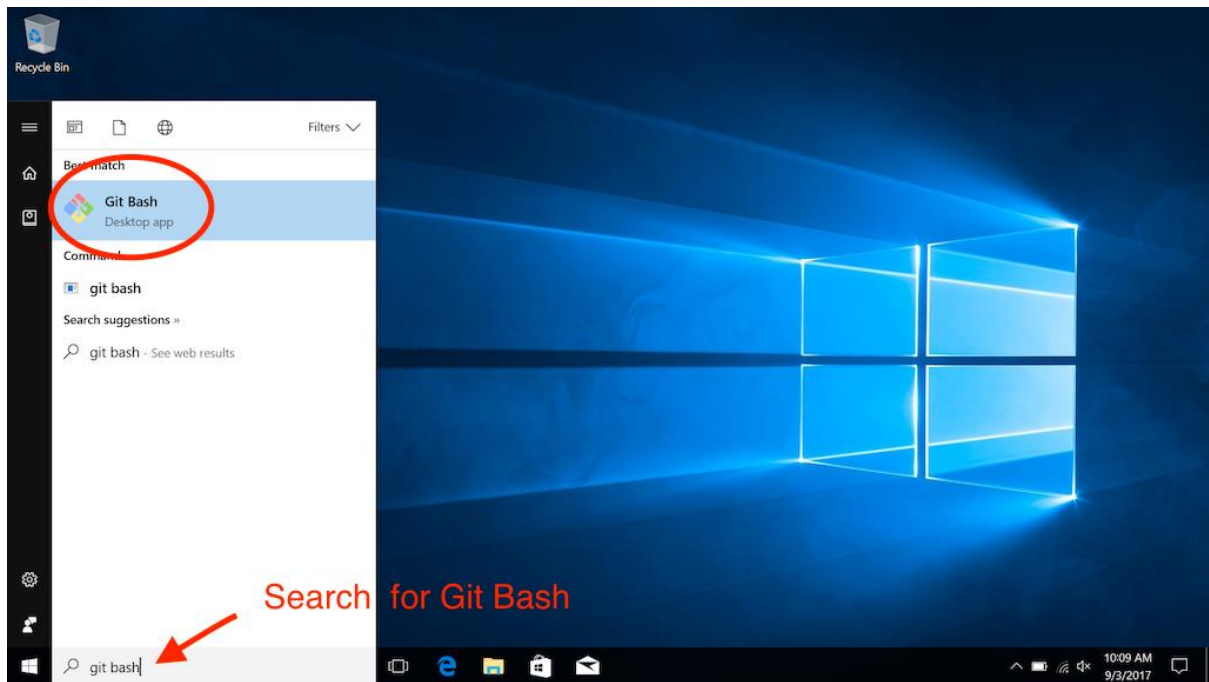 Recycle Bin
Filters
Best match
Git Bash
Desktop app
Command
git bash
Search suggestions »
git bash - See web results
Search for Git Bash
git bash
10:09 AM
9/3/2017